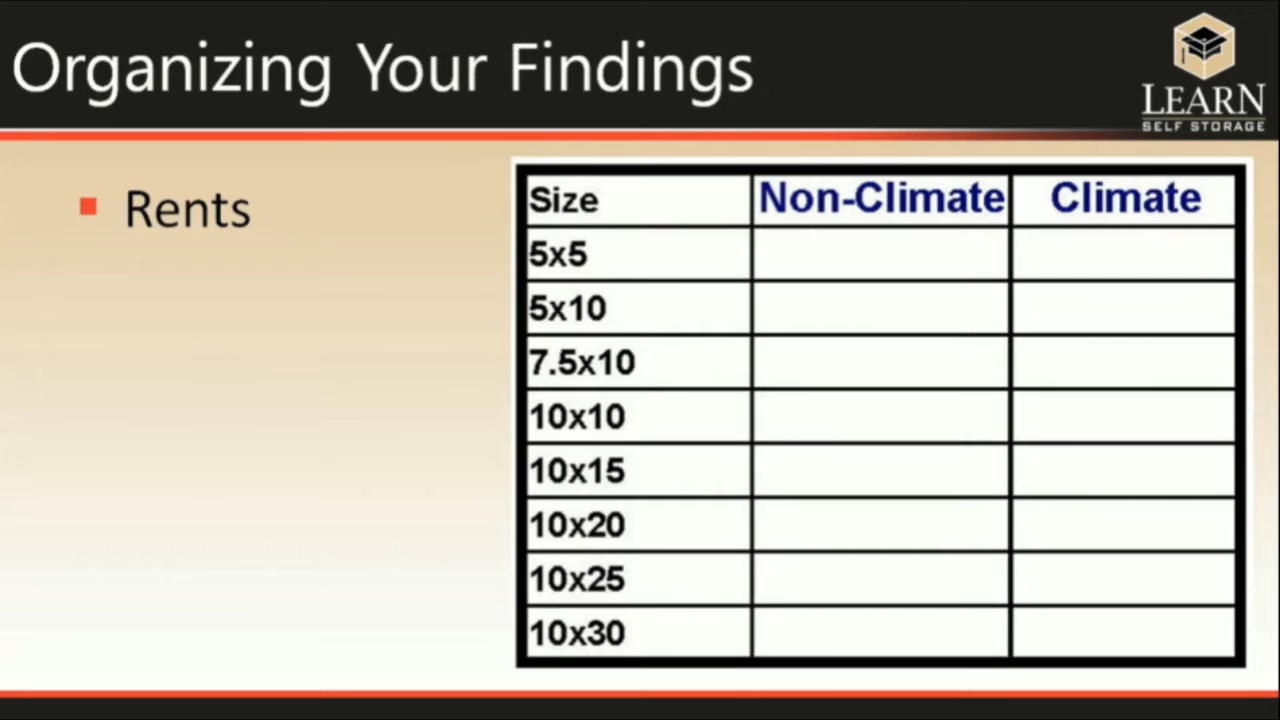 Organizing Your Findings
LEARN
SELF STORAGE
Rents
Size Non-Climate Climate
5x5
5x10
7.5x10
10x10
10x15
10x20
10x25
10x30